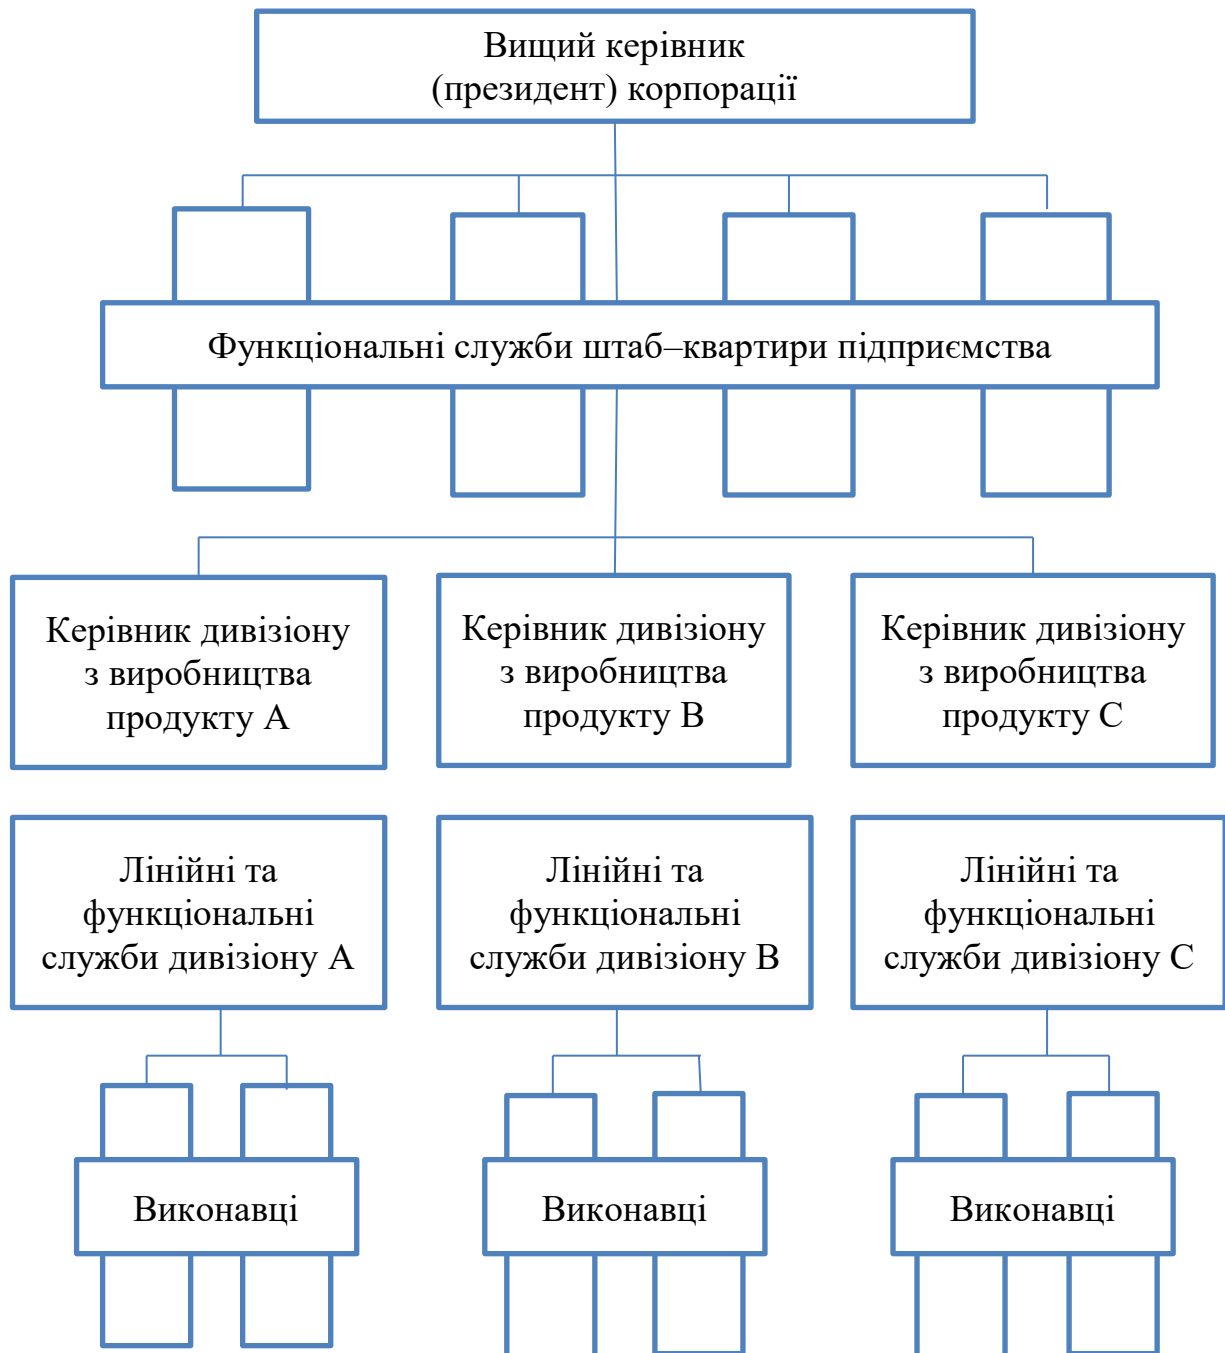 Вищий керівник
(президент) корпорації
Функціональні служби штаб–квартири підприємства
Керівник дивізіону
з виробництва
продукту А
Керівник дивізіону
з виробництва
продукту В
Керівник дивізіону
з виробництва
продукту С
Лінійні та
функціональні
служби дивізіону А
Лінійні та
функціональні
служби дивізіону В
Лінійні та
функціональні
служби дивізіону С
Виконавці
Виконавці
Виконавці